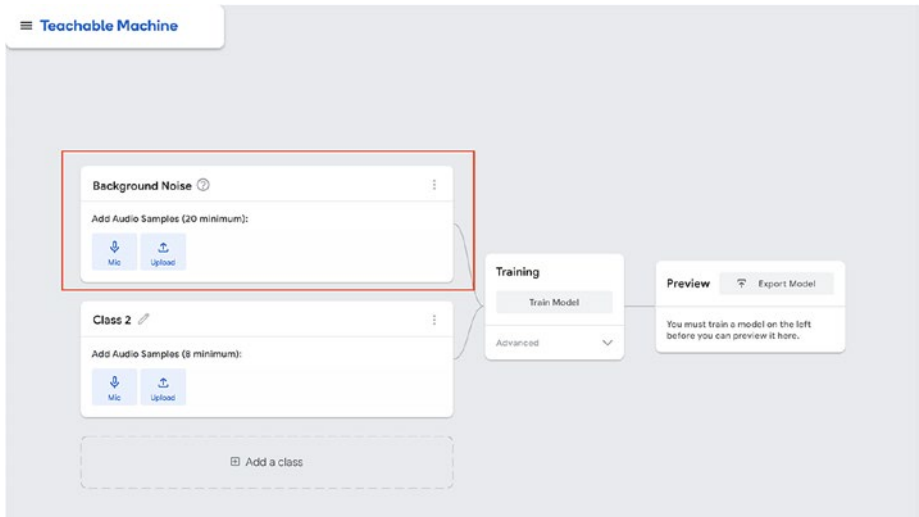 Teachable Machine
Background Noise
Add Audio Samples (20 minimum):
Mic
Upload
Class 2
Add Audio Samples (8 minimum):
Mic
Upload
Add a class
Training
Train Model
Advanced
Preview
Export Model
You must train a model on the left
before you can preview it here.